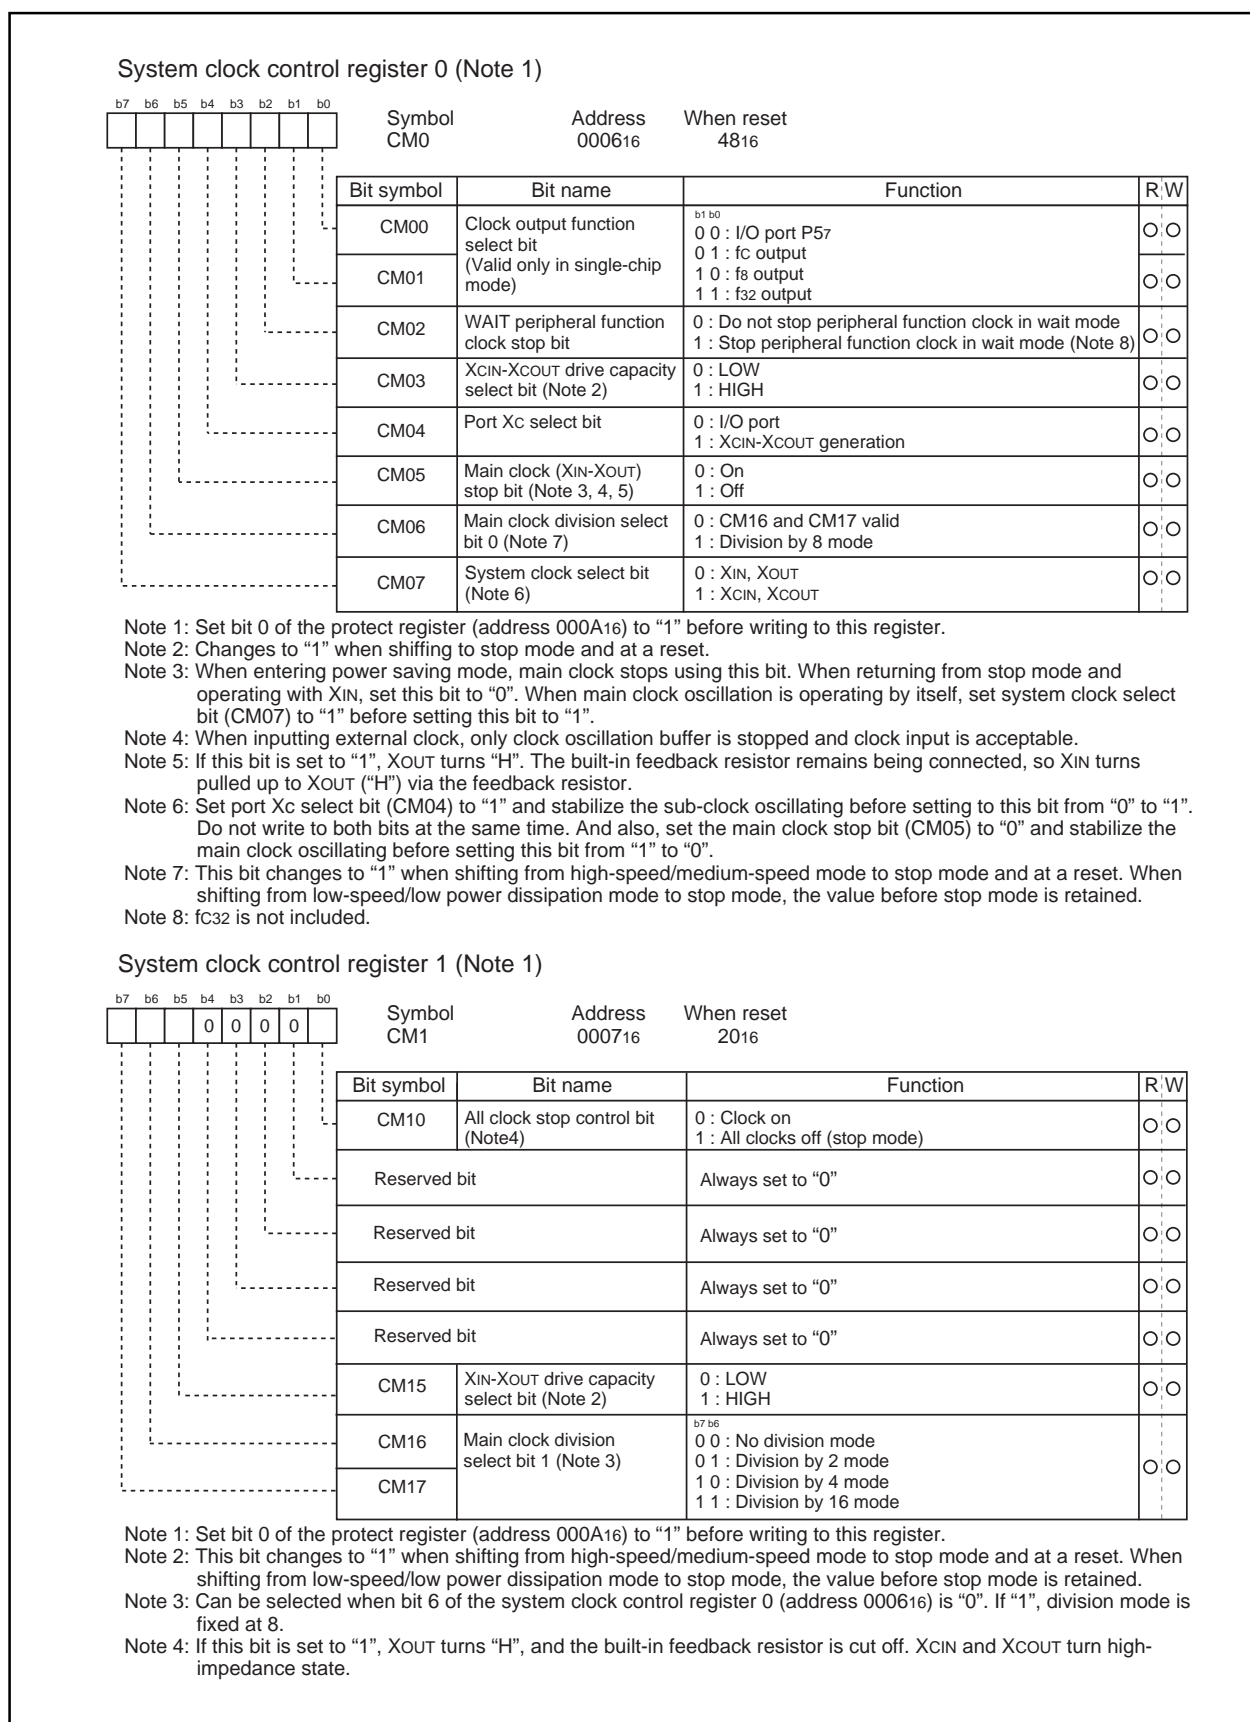 System clock control register 0 (Note 1)
b7 b6 b5 b4 b3 b2 b1 b0
Symbol Address When reset
CM0 000616 4816
Bit symbol Bit name Function R W
CM00 Clock output function select bit (Valid only in single-chip mode)
CM01
b1 b0
0 0 : I/O port P57
0 1 : fC output
1 0 : f8 output
1 1 : f32 output
CM02 WAIT peripheral function clock stop bit
0 : Do not stop peripheral function clock in wait mode
1 : Stop peripheral function clock in wait mode (Note 8)
CM03 XCIN-XCOUT drive capacity select bit (Note 2)
0 : LOW
1 : HIGH
CM04 Port XC select bit
0 : I/O port
1 : XCIN-XCOUT generation
CM05 Main clock (XIN-XOUT) stop bit (Note 3, 4, 5)
0 : On
1 : Off
CM06 Main clock division select bit 0 (Note 7)
0 : CM16 and CM17 valid
1 : Division by 8 mode
CM07 System clock select bit (Note 6)
0 : XIN, XOUT
1 : XCIN, XCOUT
Note 1: Set bit 0 of the protect register (address 000A16) to “1” before writing to this register.
Note 2: Changes to “1” when shiffing to stop mode and at a reset.
Note 3: When entering power saving mode, main clock stops using this bit. When returning from stop mode and
operating with XIN, set this bit to “0”. When main clock oscillation is operating by itself, set system clock select
bit (CM07) to “1” before setting this bit to “1”.
Note 4: When inputting external clock, only clock oscillation buffer is stopped and clock input is acceptable.
Note 5: If this bit is set to “1”, XOUT turns “H”. The built-in feedback resistor remains being connected, so XIN turns
pulled up to XOUT (“H”) via the feedback resistor.
Note 6: Set port Xc select bit (CM04) to “1” and stabilize the sub-clock oscillating before setting to this bit from “0” to “1”.
Do not write to both bits at the same time. And also, set the main clock stop bit (CM05) to “0” and stabilize the
main clock oscillating before setting this bit from “1” to “0”.
Note 7: This bit changes to “1” when shifting from high-speed/medium-speed mode to stop mode and at a reset. When
shifting from low-speed/low power dissipation mode to stop mode, the value before stop mode is retained.
Note 8: fC32 is not included.
System clock control register 1 (Note 1)
b7 b6 b5 b4 b3 b2 b1 b0
0 0 0 0
Symbol Address When reset
CM1 000716 2016
Bit symbol Bit name Function R W
CM10 All clock stop control bit (Note4)
0 : Clock on
1 : All clocks off (stop mode)
Reserved bit Always set to “0”
Reserved bit Always set to “0”
Reserved bit Always set to “0”
Reserved bit Always set to “0”
CM15 XIN-XOUT drive capacity select bit (Note 2)
0 : LOW
1 : HIGH
CM16 Main clock division select bit 1 (Note 3)
CM17
b7 b6
0 0 : No division mode
0 1 : Division by 2 mode
1 0 : Division by 4 mode
1 1 : Division by 16 mode
Note 1: Set bit 0 of the protect register (address 000A16) to “1” before writing to this register.
Note 2: This bit changes to “1” when shifting from high-speed/medium-speed mode to stop mode and at a reset. When
shifting from low-speed/low power dissipation mode to stop mode, the value before stop mode is retained.
Note 3: Can be selected when bit 6 of the system clock control register 0 (address 000616) is “0”. If “1”, division mode is
fixed at 8.
Note 4: If this bit is set to “1”, XOUT turns “H”, and the built-in feedback resistor is cut off. XCIN and XCOUT turn high-
impedance state.